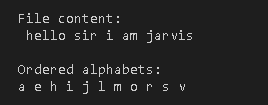 File content:
hello sir i am jarvis
Ordered alphabets:
a e h i j l m o r s v